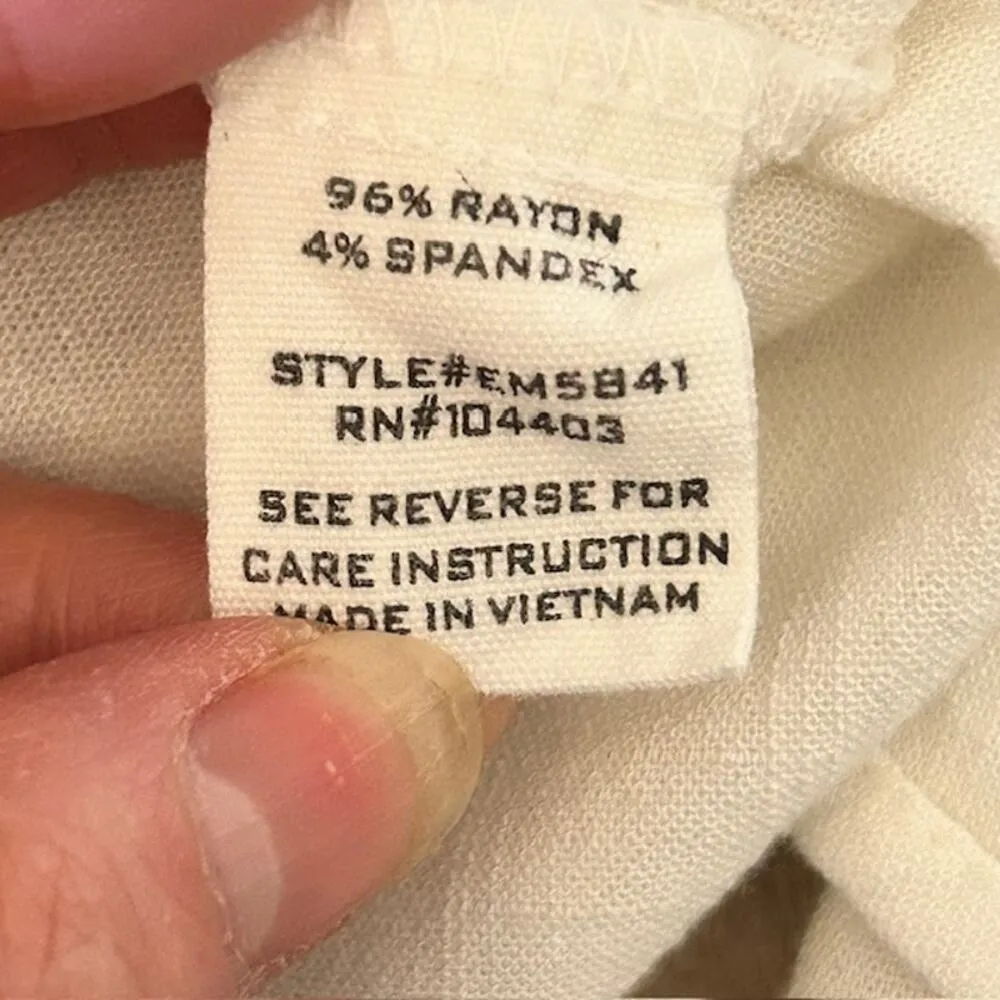 96% RAYON
4% SPANDEX
STYLE#EM5841
RN#104403
SEE REVERSE FOR
CARE INSTRUCTION
MADE IN VIETNAM